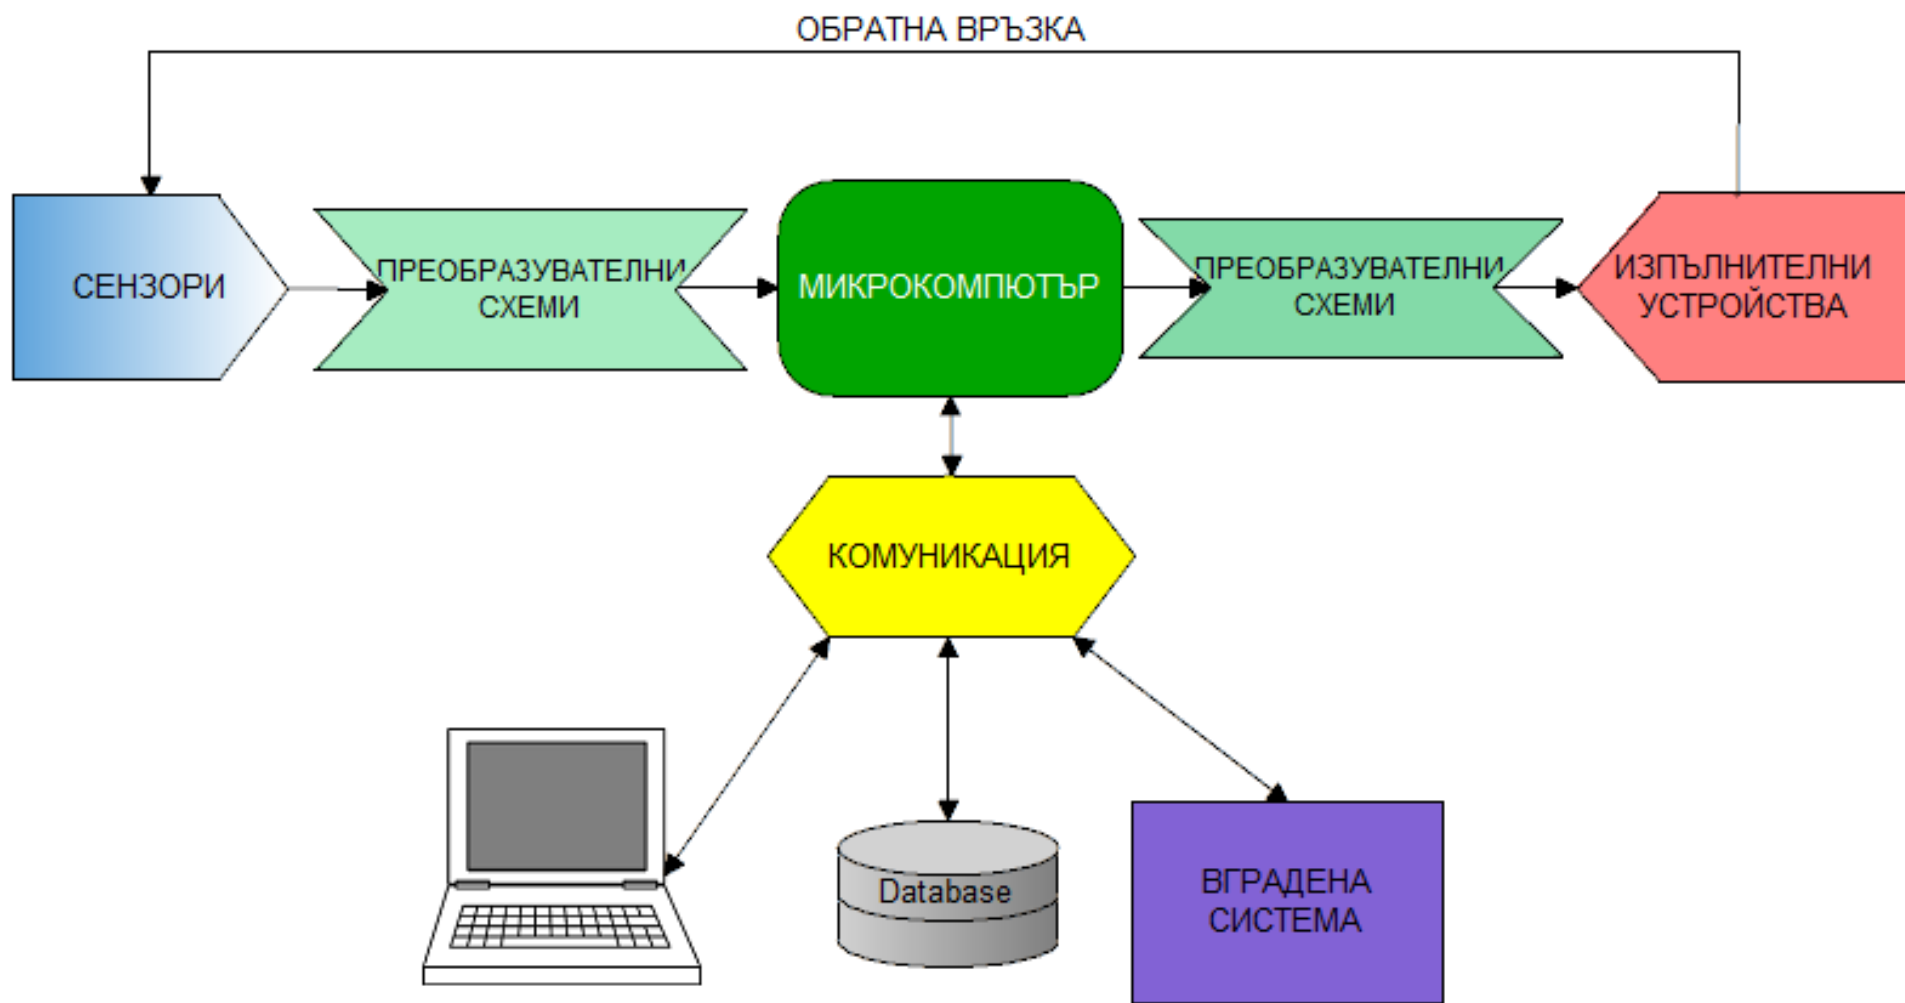 ОБРАТНА ВРЪЗКА
СЕНЗОРИ
ПРЕОБРАЗУВАТЕЛНИ
СХЕМИ
МИКРОКОМПЮТЪР
ПРЕОБРАЗУВАТЕЛНИ
СХЕМИ
ИЗПЪЛНИТЕЛНИ
УСТРОЙСТВА
КОМУНИКАЦИЯ
Database
ВГРАДЕНА
СИСТЕМА